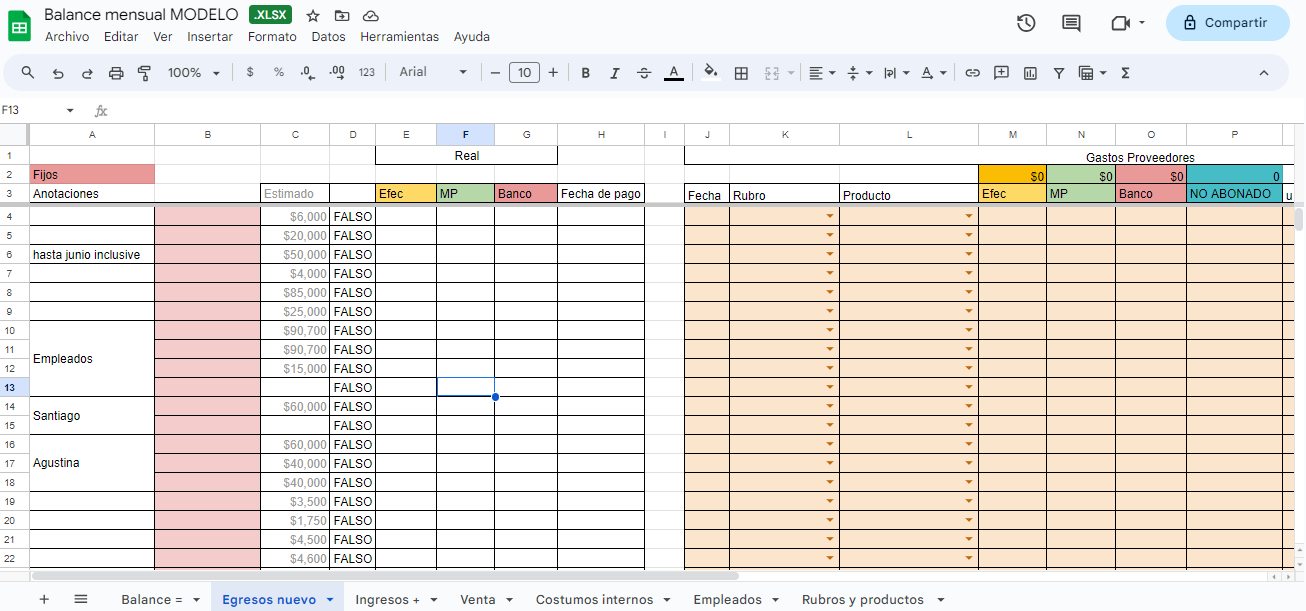 Balance mensual MODELO .XLSX
Archivo Editar Ver Insertar Formato Datos Herramientas Ayuda
Compartir
100% $ % .0 .00 123 Arial 10 B I A A Σ
F13 fx
A B C D E F G H I J K L M N O P
1 Real Gastos Proveedores
2 Fijos $0 $0 $0 0
3 Anotaciones Estimado Efec MP Banco Fecha de pago Fecha Rubro Producto Efec MP Banco NO ABONADO u
4 $6,000 FALSO
5 $20,000 FALSO
6 hasta junio inclusive $50,000 FALSO
7 $4,000 FALSO
8 $85,000 FALSO
9 $25,000 FALSO
10 $90,700 FALSO
11 Empleados $90,700 FALSO
12 $15,000 FALSO
13 FALSO
14 Santiago $60,000 FALSO
15 FALSO
16 $60,000 FALSO
17 Agustina $40,000 FALSO
18 $40,000 FALSO
19 $3,500 FALSO
20 $1,750 FALSO
21 $4,500 FALSO
22 $4,600 FALSO
+ Balance = Egresos nuevo Ingresos + Venta Costumos internos Empleados Rubros y productos